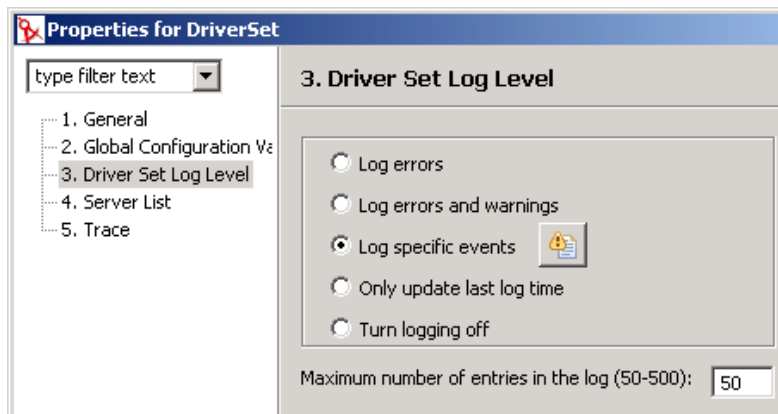 Properties for DriverSet
type filter text
1. General
2. Global Configuration Va
3. Driver Set Log Level
4. Server List
5. Trace
3. Driver Set Log Level
Log errors
Log errors and warnings
Log specific events
Only update last log time
Turn logging off
Maximum number of entries in the log (50-500): 50